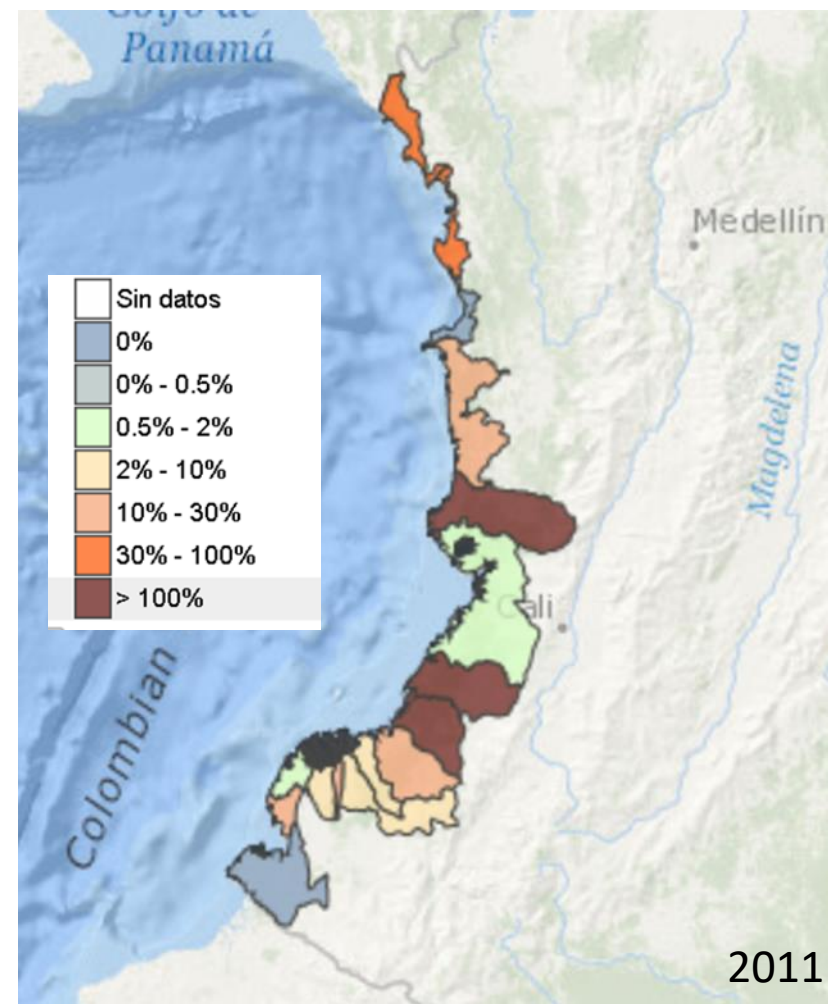 Golfo de
Panamá
Medellín
Sin datos
0%
0% - 0.5%
0.5% - 2%
2% - 10%
10% - 30%
30% - 100%
> 100%
Magdelena
Cali
Colombian
2011